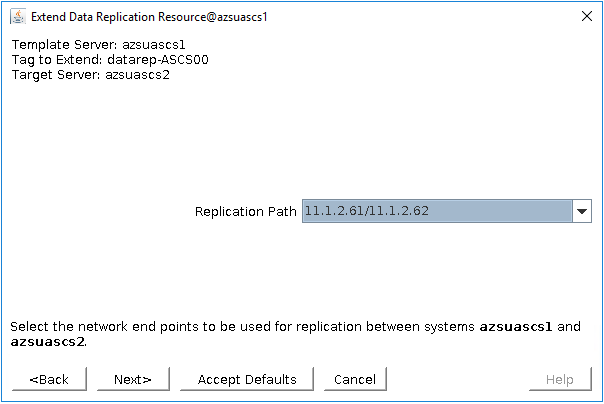 Extend Data Replication Resource@azsuascs1
Template Server: azsuascs1
Tag to Extend: datarep-ASCS00
Target Server: azsuascs2
Replication Path 11.1.2.61/11.1.2.62
Select the network end points to be used for replication between systems azsuascs1 and
azsuascs2.
<Back Next> Accept Defaults Cancel Help